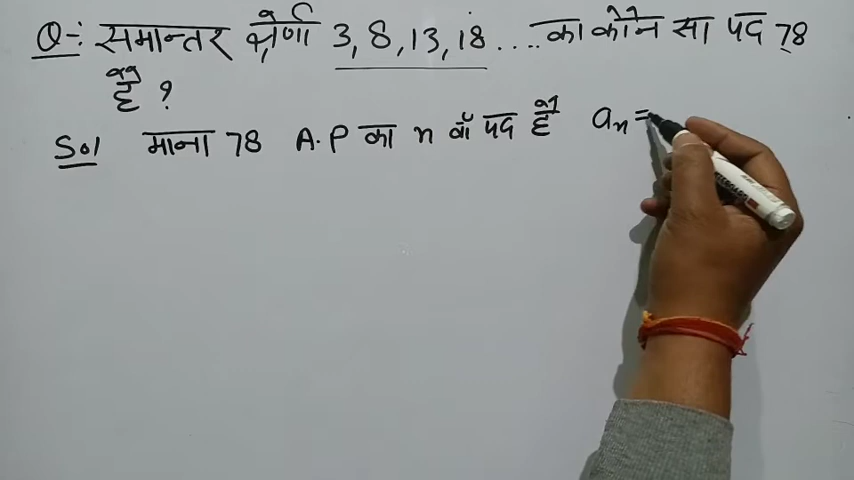 Q:- समान्तर श्रेणी 3, 8, 13, 18 .... का कौन सा पद 78
है ?
Sol माना 78 A.P का n वाँ पद है aₙ =